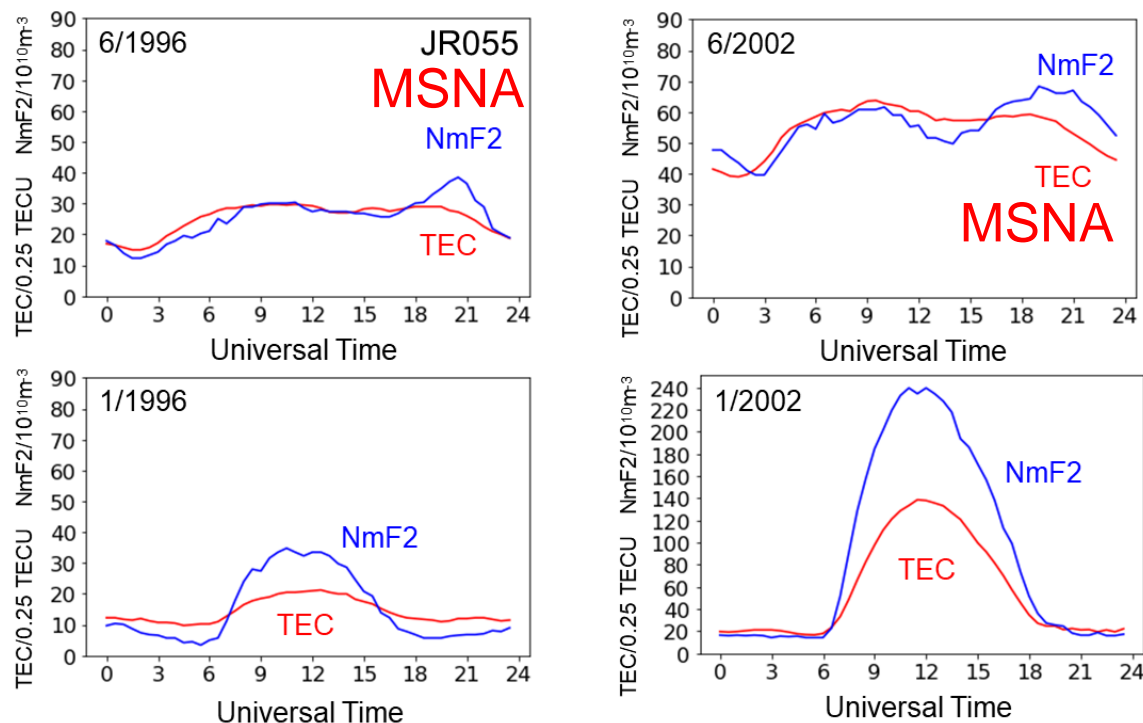 6/1996
JR055
MSNA
NmF2
TEC
TEC/0.25 TECU NmF2/10¹⁰m⁻³
90
80
70
60
50
40
30
20
10
0
0 3 6 9 12 15 18 21 24
Universal Time
6/2002
NmF2
TEC
MSNA
TEC/0.25 TECU NmF2/10¹⁰m⁻³
90
80
70
60
50
40
30
20
10
0
0 3 6 9 12 15 18 21 24
Universal Time
1/1996
NmF2
TEC
TEC/0.25 TECU NmF2/10¹⁰m⁻³
90
80
70
60
50
40
30
20
10
0
0 3 6 9 12 15 18 21 24
Universal Time
1/2002
NmF2
TEC
TEC/0.25 TECU NmF2/10¹⁰m⁻³
240
220
200
180
160
140
120
100
80
60
40
20
0
0 3 6 9 12 15 18 21 24
Universal Time